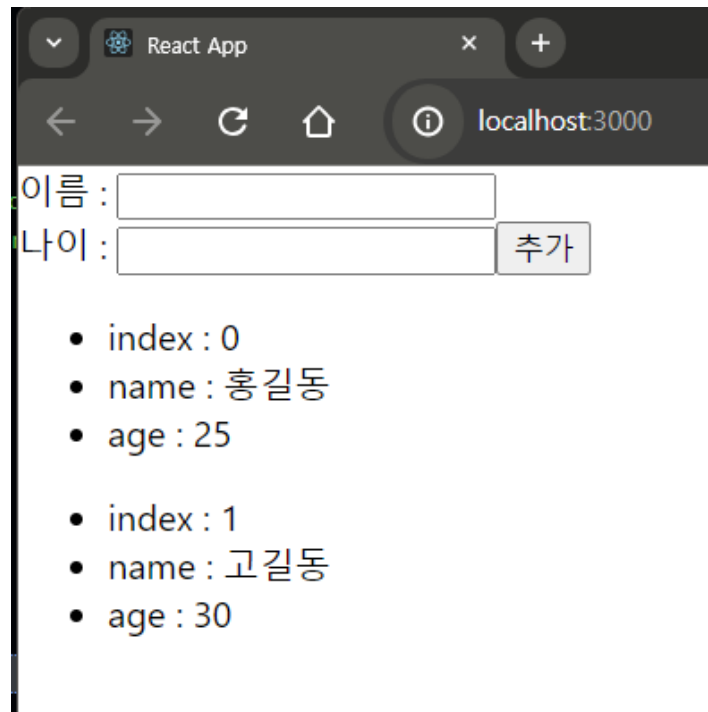 React App
localhost:3000
이름 :
나이 : 추가
index : 0
name : 홍길동
age : 25
index : 1
name : 고길동
age : 30